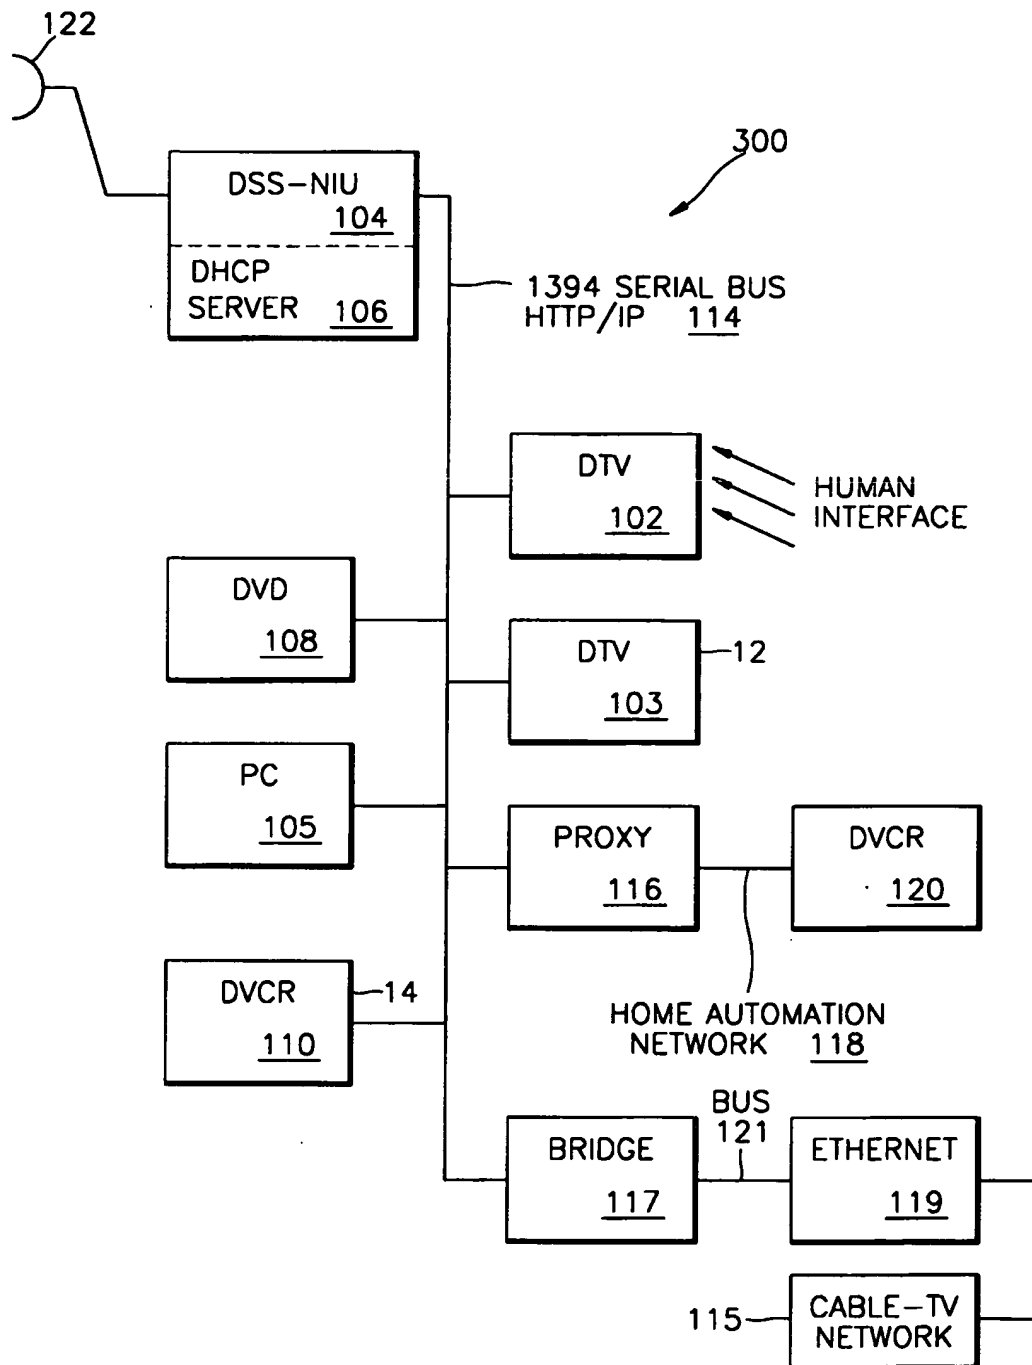 122
300
DSS-NIU
104
DHCP
SERVER 106
1394 SERIAL BUS
HTTP/IP 114
DTV
102
HUMAN
INTERFACE
DVD
108
DTV
103
12
PC
105
PROXY
116
DVCR
120
DVCR
110
14
HOME AUTOMATION
NETWORK 118
BUS
121
BRIDGE
117
ETHERNET
119
115
CABLE-TV
NETWORK